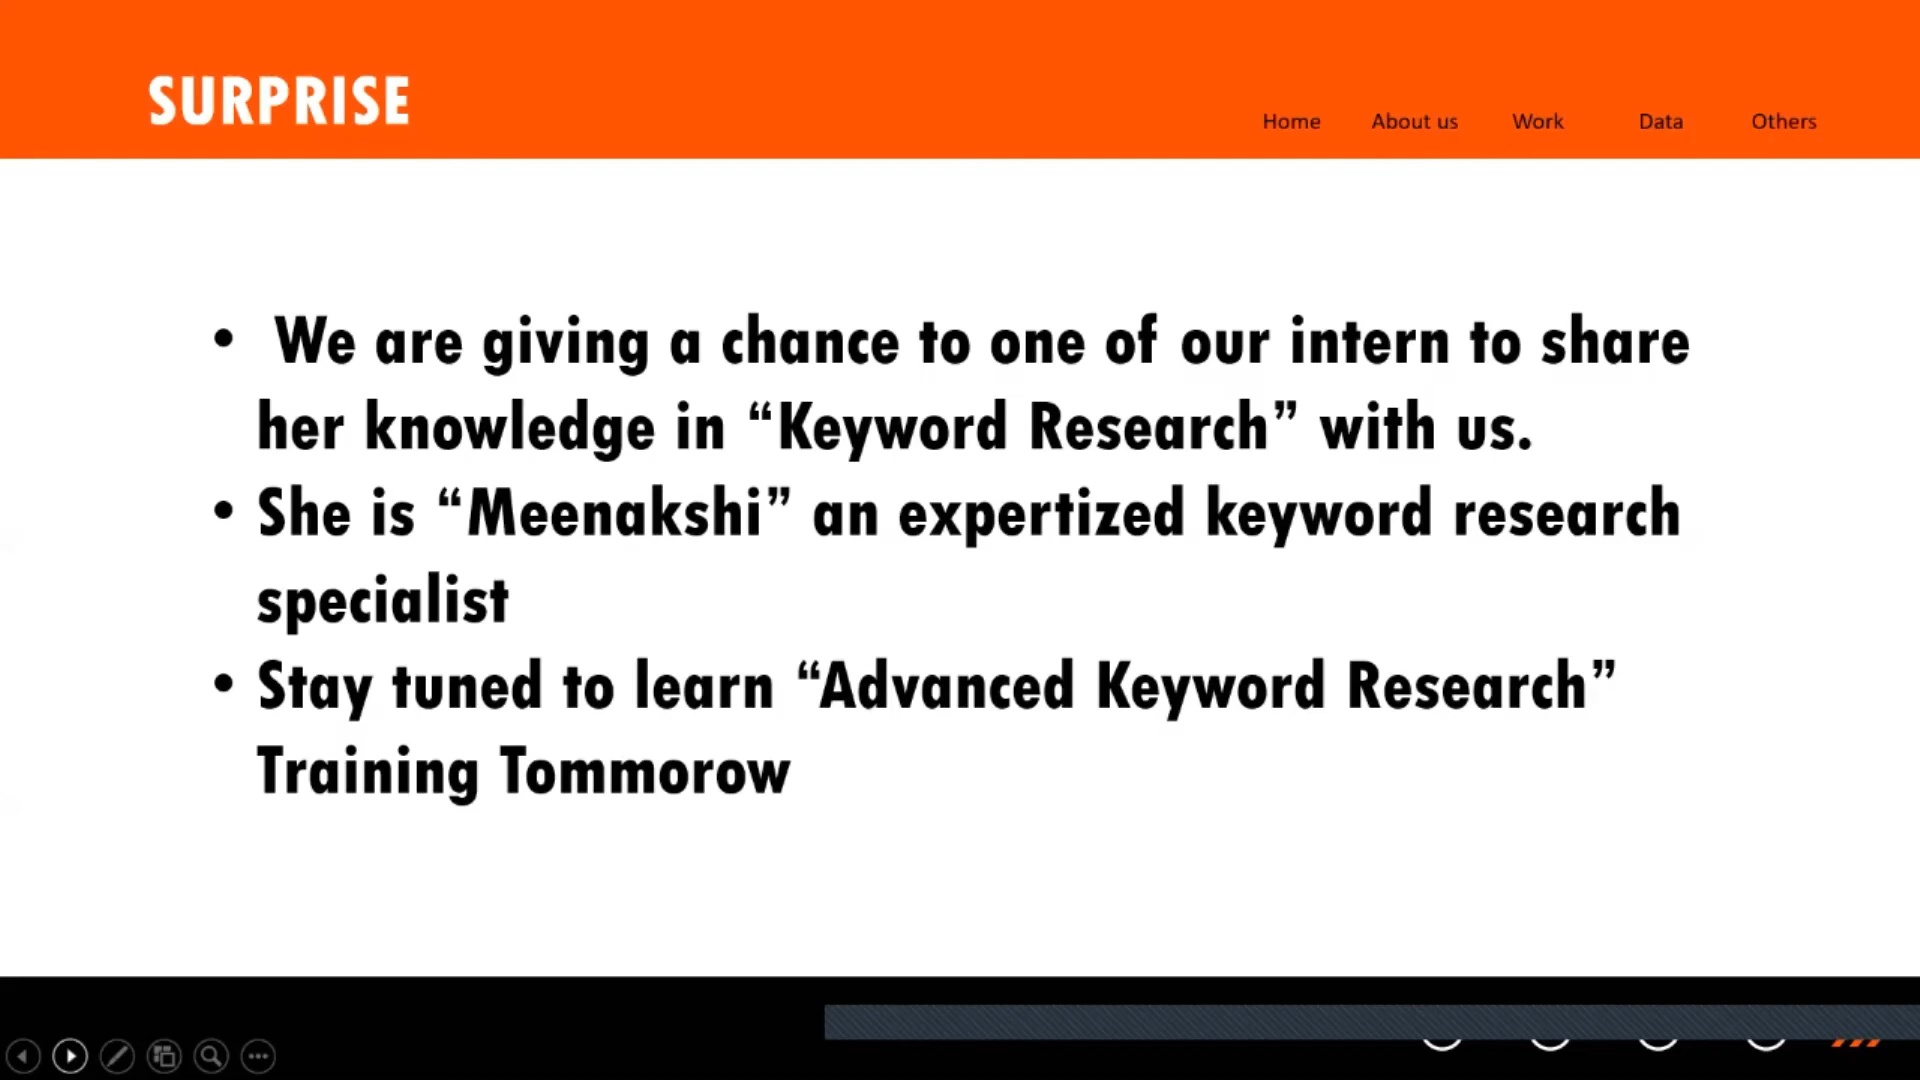 SURPRISE
Home About us Work Data Others
• We are giving a chance to one of our intern to share
her knowledge in “Keyword Research” with us.
• She is “Meenakshi” an expertized keyword research
specialist
• Stay tuned to learn “Advanced Keyword Research”
Training Tommorow